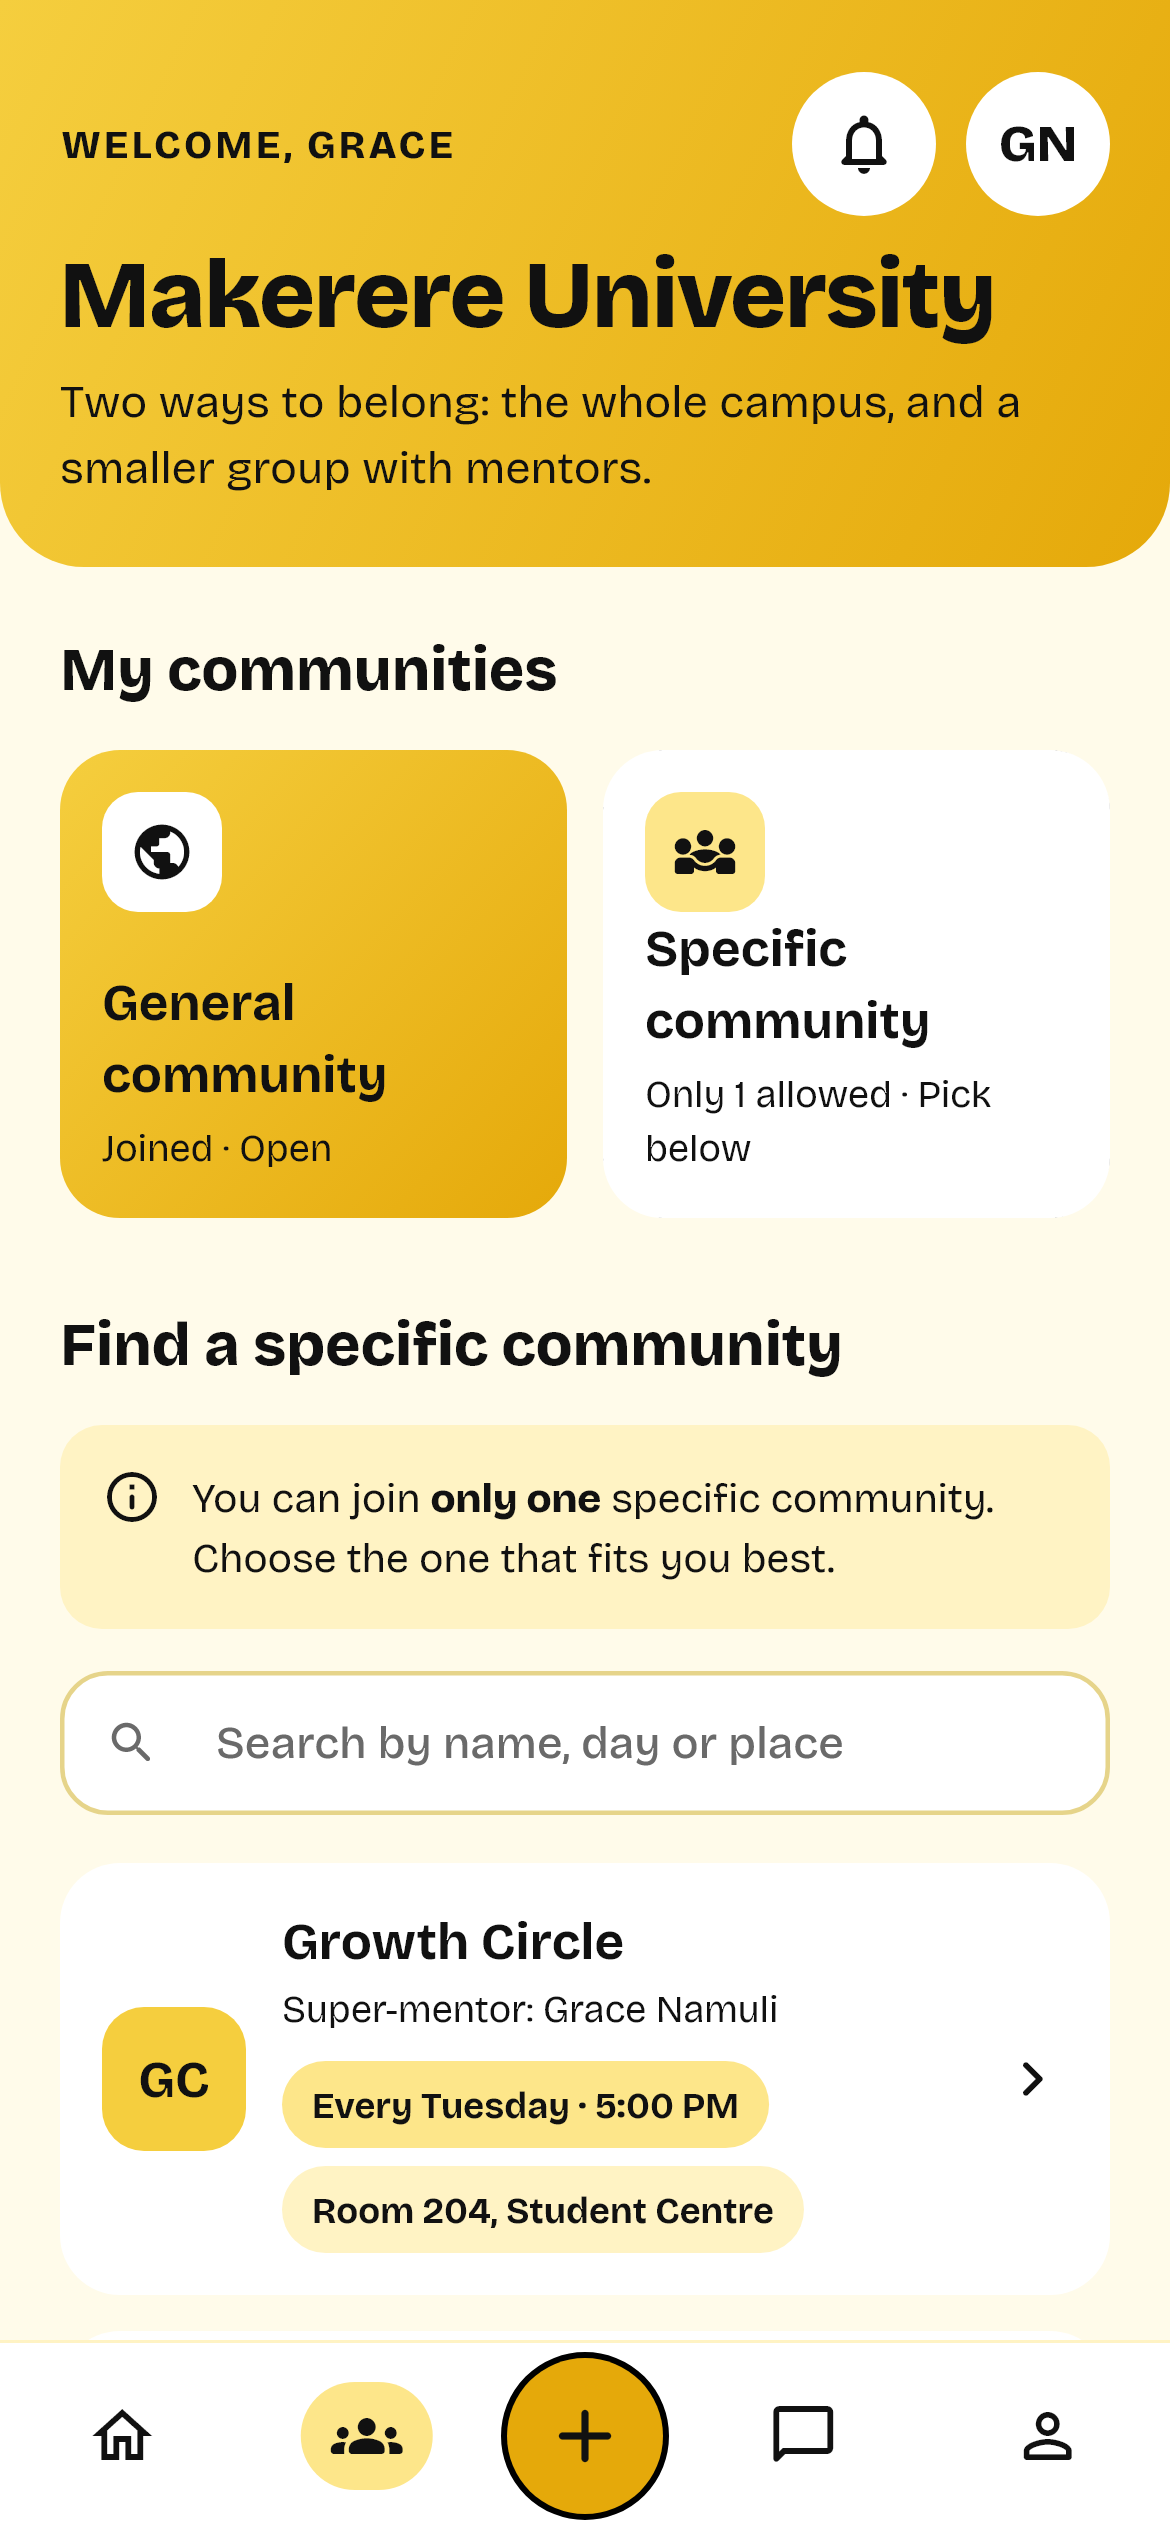 WELCOME, GRACE
GN
Makerere University
Two ways to belong: the whole campus, and a
smaller group with mentors.
My communities
General
community
Joined · Open
Specific
community
Only 1 allowed · Pick
below
Find a specific community
You can join only one specific community.
Choose the one that fits you best.
Search by name, day or place
GC
Growth Circle
Super-mentor: Grace Namuli
Every Tuesday · 5:00 PM
Room 204, Student Centre